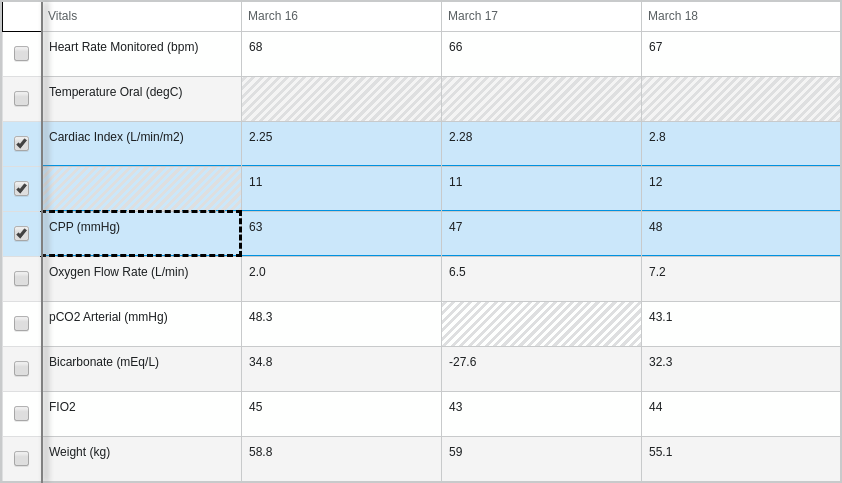 Vitals March 16 March 17 March 18
Heart Rate Monitored (bpm) 68 66 67
Temperature Oral (degC)
Cardiac Index (L/min/m2) 2.25 2.28 2.8
11 11 12
CPP (mmHg) 63 47 48
Oxygen Flow Rate (L/min) 2.0 6.5 7.2
pCO2 Arterial (mmHg) 48.3 43.1
Bicarbonate (mEq/L) 34.8 -27.6 32.3
FIO2 45 43 44
Weight (kg) 58.8 59 55.1